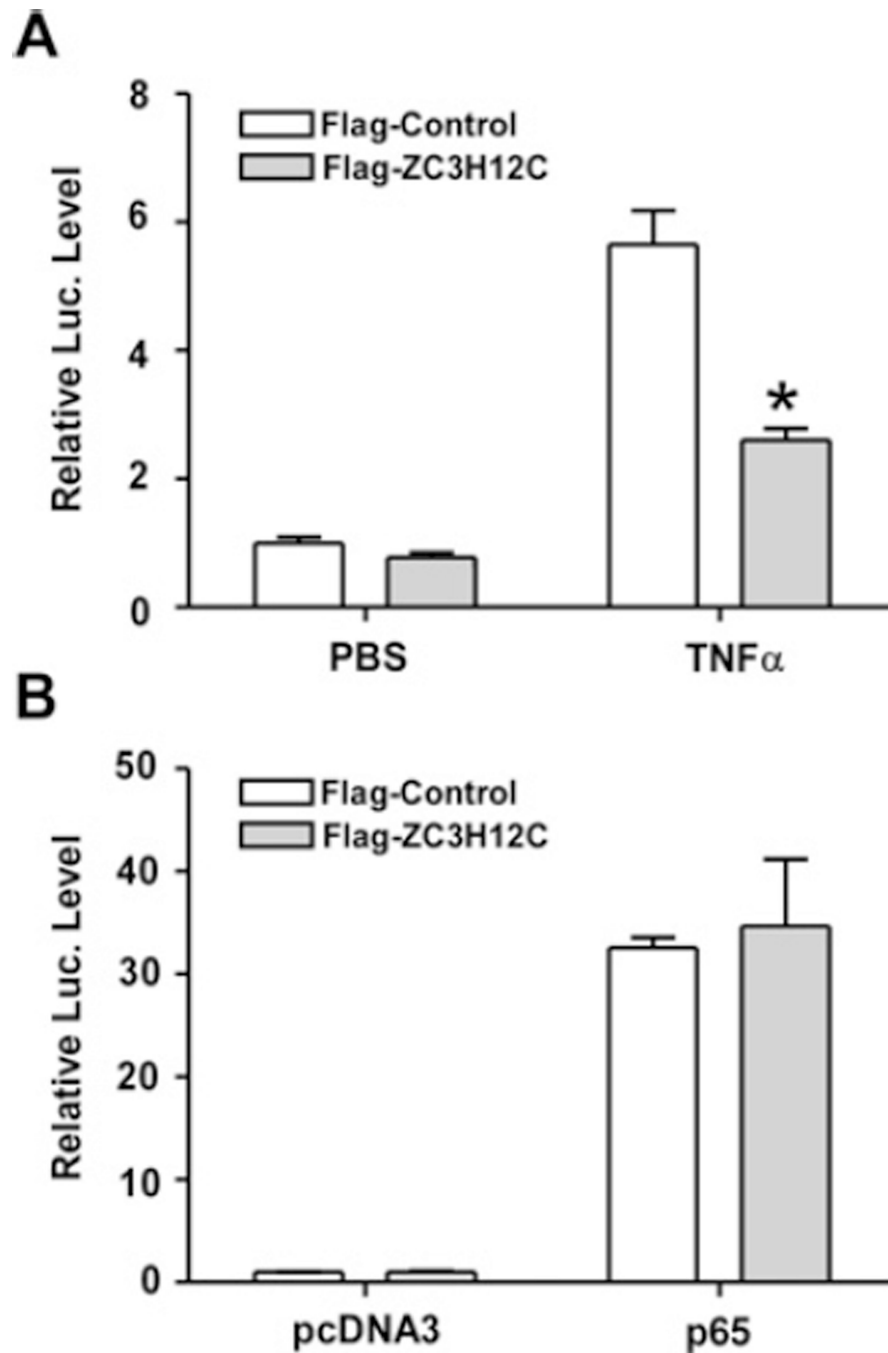 A
8
Flag-Control
Flag-ZC3H12C
6
4
*
2
0
Relative Luc. Level
PBS TNFα
B
50
Flag-Control
Flag-ZC3H12C
40
30
20
10
0
Relative Luc. Level
pcDNA3 p65